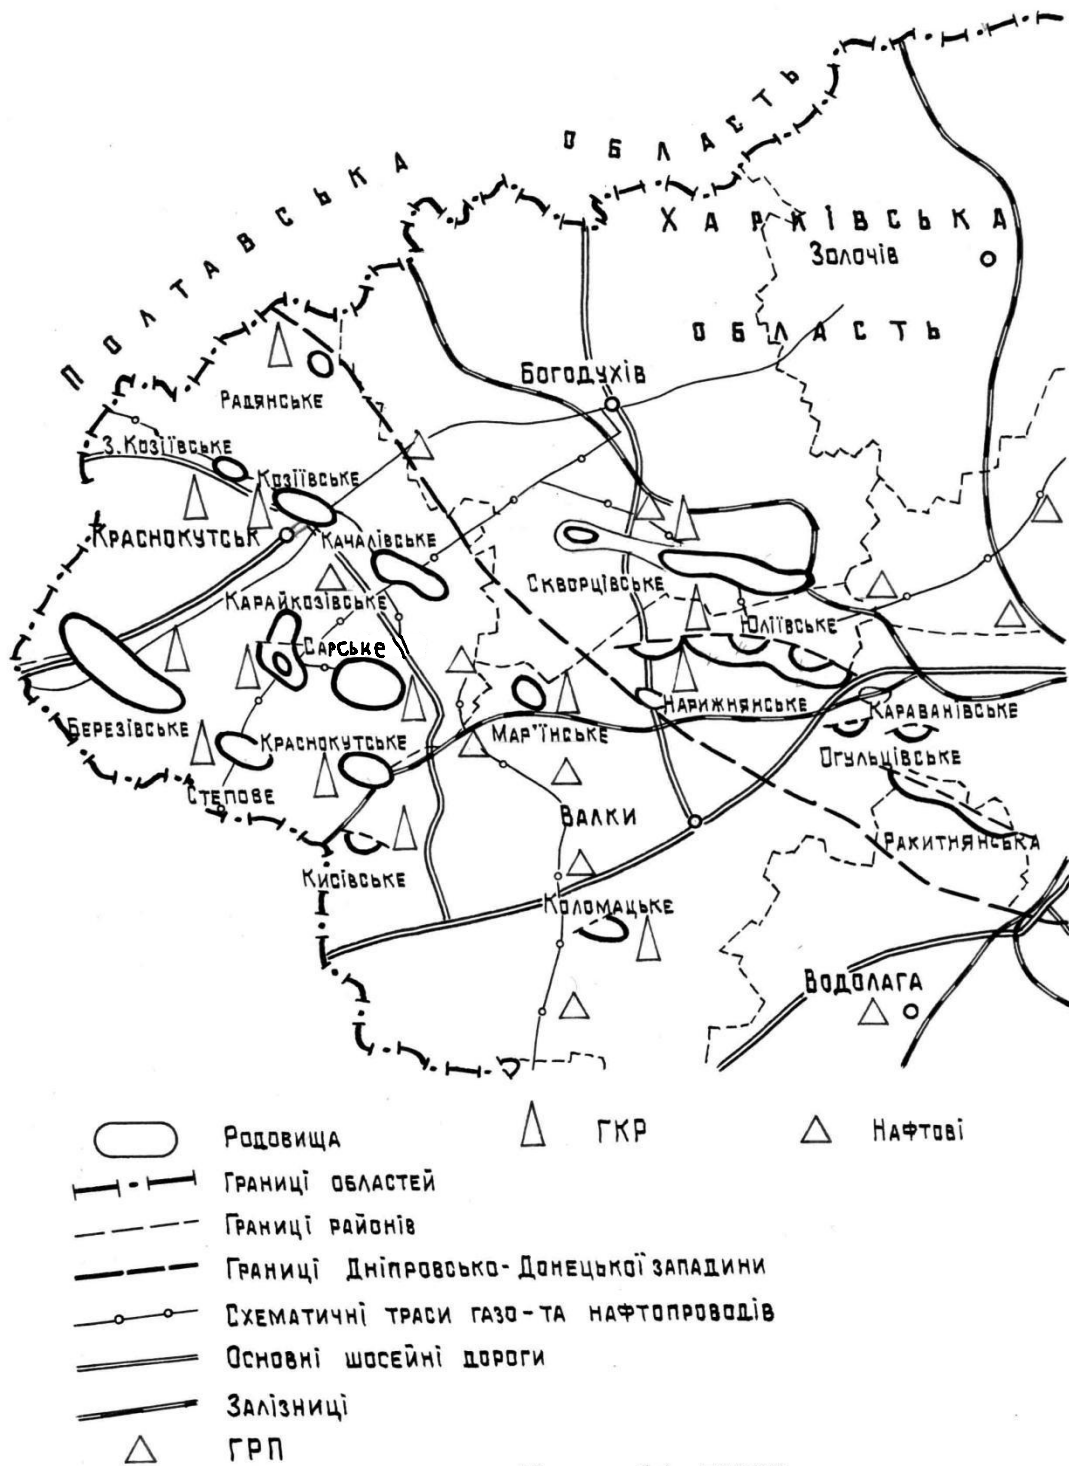 ПОЛТАВСЬКА ОБЛАСТЬ
ХАРКІВСЬКА
Золочів
ОБЛАСТЬ
Богодухів
Радянське
З.Козіївське
Козіївське
Краснокутськ
Качалівське
Скворцівське
Карайкозівське
Сарське
Юліївське
Березівське
Краснокутське
Мар’їнське
Нарижнянське
Караванівське
Огульцівське
Степове
Валки
Ракитнянська
Кисівське
Коломацьке
Водолага
Родовища
ГКР
Нафтові
Границі областей
Границі районів
Границі Дніпровсько-Донецької западини
Схематичні траси газо-та нафтопроводів
Основні шосейні дороги
Залізниці
ГРП